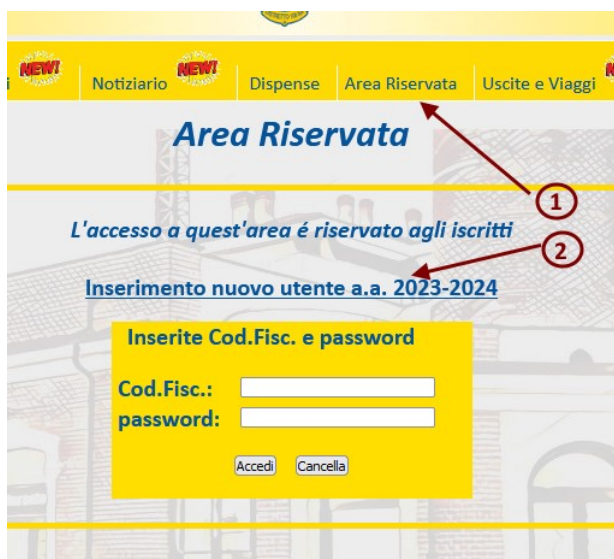 i NEW! Notiziario NEW! Dispense Area Riservata Uscite e Viaggi
Area Riservata
1
L'accesso a quest'area é riservato agli iscritti
2
Inserimento nuovo utente a.a. 2023-2024
Inserite Cod.Fisc. e password
Cod.Fisc.:
password:
Accedi Cancella